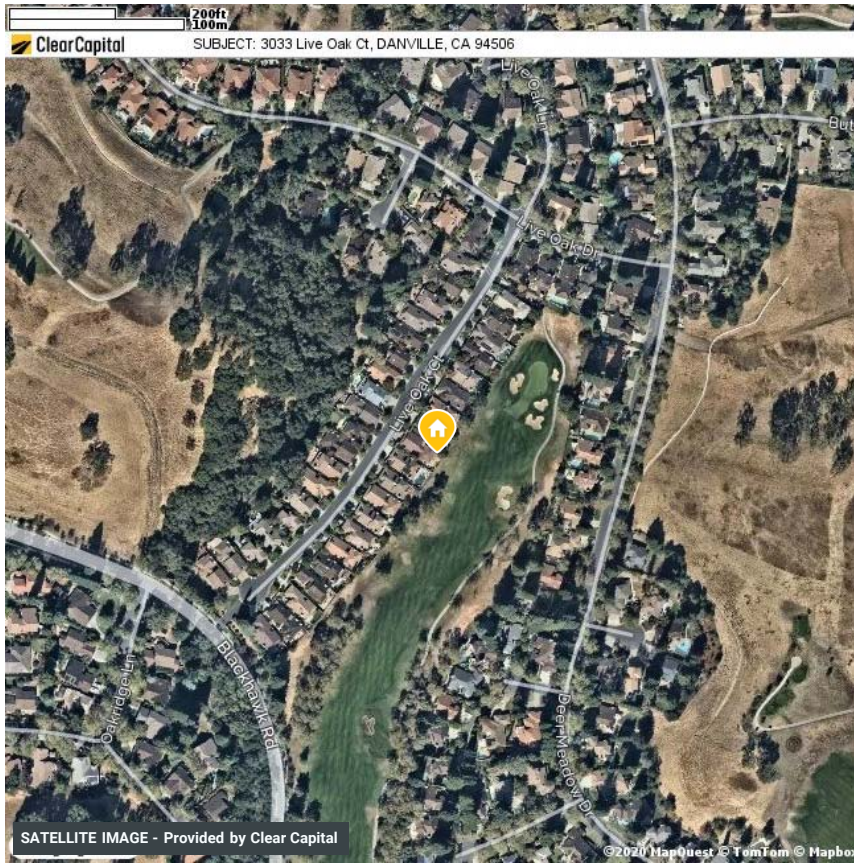 200ft
100m
ClearCapital
SUBJECT: 3033 Live Oak Ct, DANVILLE, CA 94506
Live Oak Ln
But
Live Oak Dr
Live Oak Ct
Blackhawk Rd
Oakridge Ln
Deer Meadow Dr
SATELLITE IMAGE - Provided by Clear Capital
©2020 MapQuest © TomTom © Mapbox